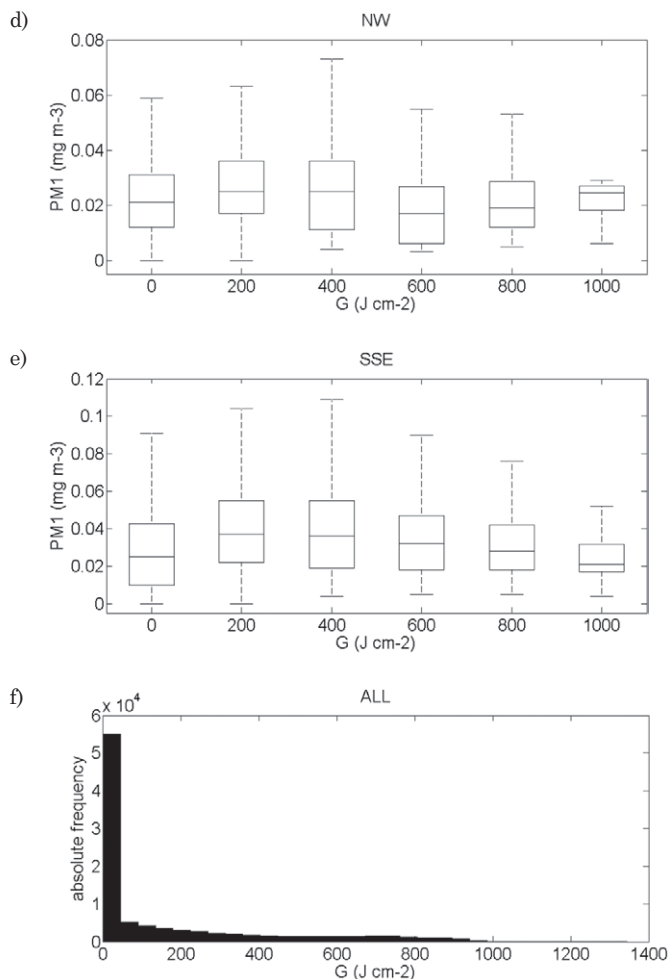 d)
NW
0.08
0.06
0.04
0.02
0
PM1 (mg m-3)
0 200 400 600 800 1000
G (J cm-2)
e)
SSE
0.12
0.1
0.08
0.06
0.04
0.02
0
PM1 (mg m-3)
0 200 400 600 800 1000
G (J cm-2)
f)
ALL
x 10^4
6
5
4
3
2
1
0
absolute frequency
0 200 400 600 800 1000 1200 1400
G (J cm-2)